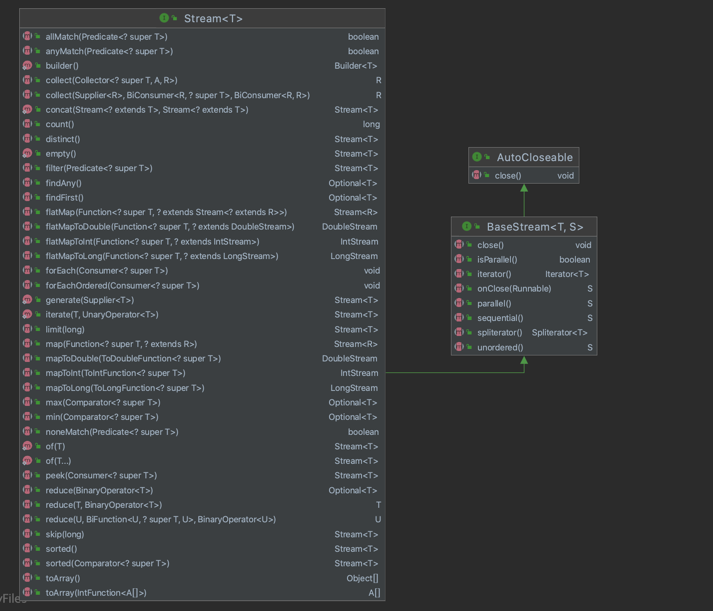 Stream<T>
allMatch(Predicate<? super T>) boolean
anyMatch(Predicate<? super T>) boolean
builder() Builder<T>
collect(Collector<? super T, A, R>) R
collect(Supplier<R>, BiConsumer<R, ? super T>, BiConsumer<R, R>) R
concat(Stream<? extends T>, Stream<? extends T>) Stream<T>
count() long
distinct() Stream<T>
empty() Stream<T>
filter(Predicate<? super T>) Stream<T>
findAny() Optional<T>
findFirst() Optional<T>
flatMap(Function<? super T, ? extends Stream<? extends R>>) Stream<R>
flatMapToDouble(Function<? super T, ? extends DoubleStream>) DoubleStream
flatMapToInt(Function<? super T, ? extends IntStream>) IntStream
flatMapToLong(Function<? super T, ? extends LongStream>) LongStream
forEach(Consumer<? super T>) void
forEachOrdered(Consumer<? super T>) void
generate(Supplier<T>) Stream<T>
iterate(T, UnaryOperator<T>) Stream<T>
limit(long) Stream<T>
map(Function<? super T, ? extends R>) Stream<R>
mapToDouble(ToDoubleFunction<? super T>) DoubleStream
mapToInt(ToIntFunction<? super T>) IntStream
mapToLong(ToLongFunction<? super T>) LongStream
max(Comparator<? super T>) Optional<T>
min(Comparator<? super T>) Optional<T>
noneMatch(Predicate<? super T>) boolean
of(T) Stream<T>
of(T...) Stream<T>
peek(Consumer<? super T>) Stream<T>
reduce(BinaryOperator<T>) Optional<T>
reduce(T, BinaryOperator<T>) T
reduce(U, BiFunction<U, ? super T, U>, BinaryOperator<U>) U
skip(long) Stream<T>
sorted() Stream<T>
sorted(Comparator<? super T>) Stream<T>
toArray() Object[]
toArray(IntFunction<A[]>) A[]
AutoCloseable
close() void
BaseStream<T, S>
close() void
isParallel() boolean
iterator() Iterator<T>
onClose(Runnable) S
parallel() S
sequential() S
spliterator() Spliterator<T>
unordered() S